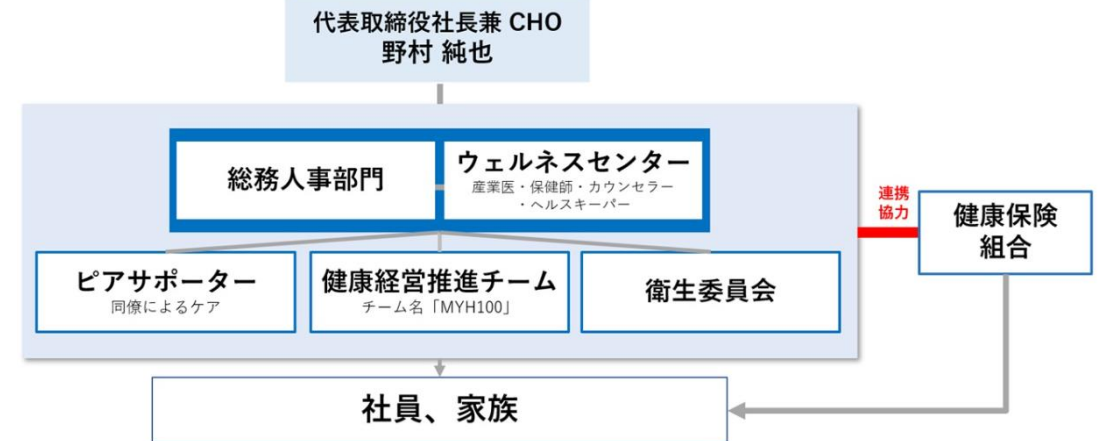 代表取締役社長兼 CHO
野村 純也
総務人事部門
ウェルネスセンター
産業医・保健師・カウンセラー
・ヘルスキーパー
連携
協力
健康保険
組合
ピアサポーター
同僚によるケア
健康経営推進チーム
チーム名「MYH100」
衛生委員会
社員、家族